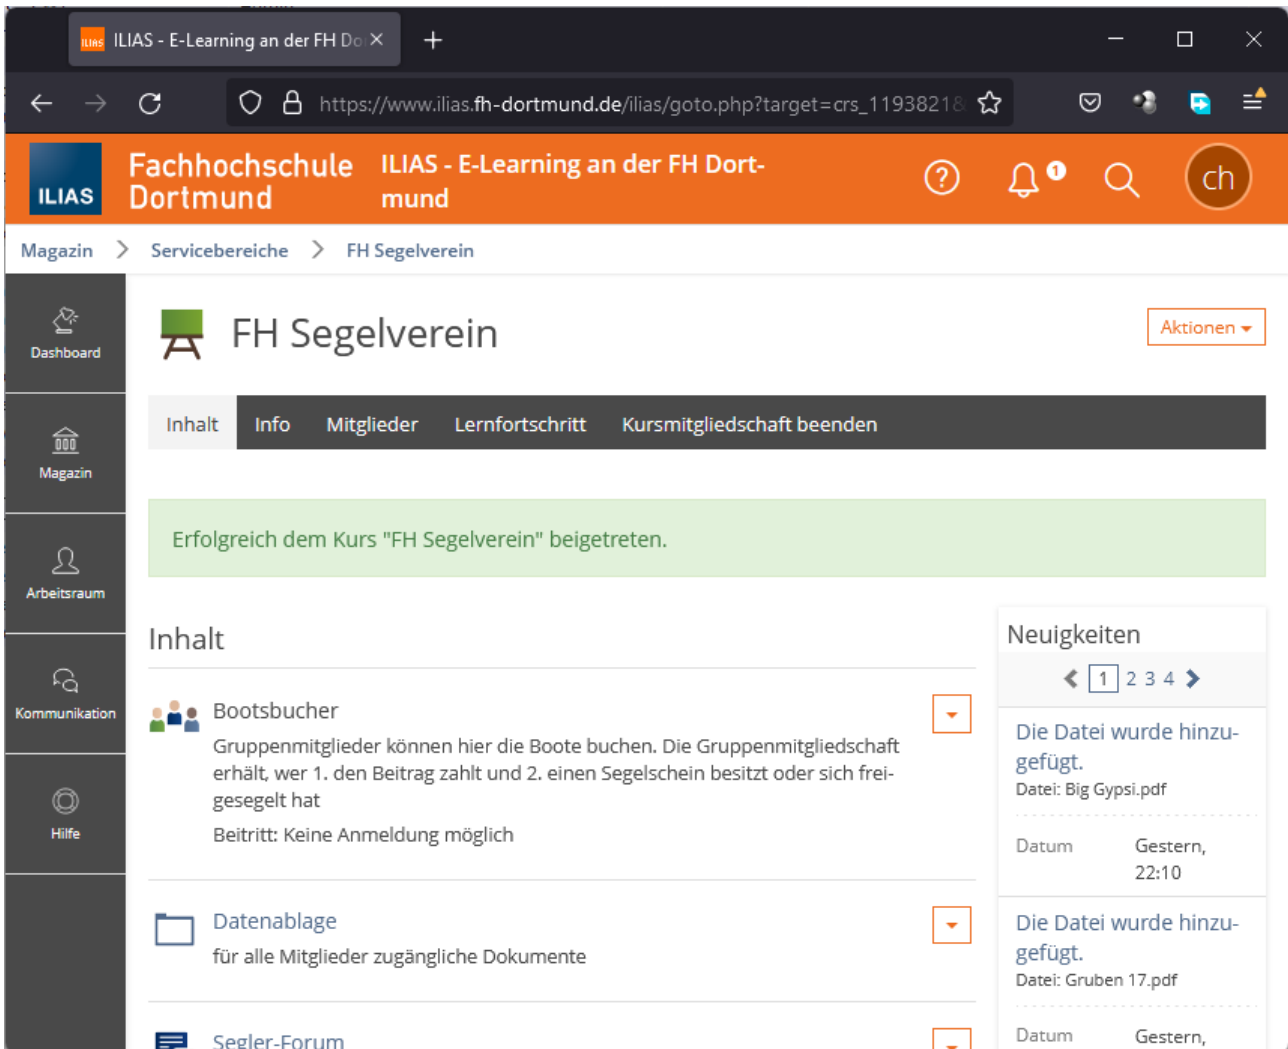 ILIAS - E-Learning an der FH Do
https://www.ilias.fh-dortmund.de/ilias/goto.php?target=crs_1193821
ILIAS
Fachhochschule
Dortmund
ILIAS - E-Learning an der FH Dort-
mund
1
ch
Magazin
Servicebereiche
FH Segelverein
Dashboard
Magazin
Arbeitsraum
Kommunikation
Hilfe
FH Segelverein
Aktionen
Inhalt Info Mitglieder Lernfortschritt Kursmitgliedschaft beenden
Erfolgreich dem Kurs "FH Segelverein" beigetreten.
Inhalt
Bootsbucher
Gruppenmitglieder können hier die Boote buchen. Die Gruppenmitgliedschaft
erhält, wer 1. den Beitrag zahlt und 2. einen Segelschein besitzt oder sich frei-
gesegelt hat
Beitritt: Keine Anmeldung möglich
Datenablage
für alle Mitglieder zugängliche Dokumente
Segler-Forum
Neuigkeiten
1 2 3 4
Die Datei wurde hinzu-
gefügt.
Datei: Big Gypsi.pdf
Datum Gestern,
22:10
Die Datei wurde hinzu-
gefügt.
Datei: Gruben 17.pdf
Datum Gestern,